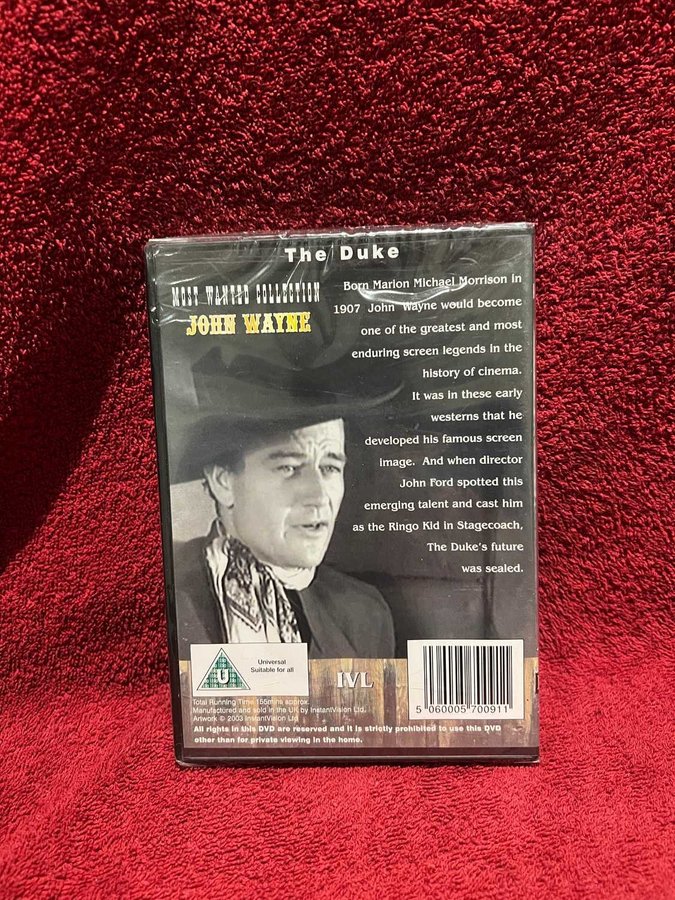 The Duke
MOST WANTED COLLECTION
JOHN WAYNE
Born Marion Michael Morrison in
1907 John Wayne would become
one of the greatest and most
enduring screen legends in the
history of cinema.
It was in these early
westerns that he
developed his famous screen
image. And when director
John Ford spotted this
emerging talent and cast him
as the Ringo Kid in Stagecoach,
The Duke's future
was sealed.
U
Universal
Suitable for all
IVL
5 060005 700911
Total Running Time 155mins approx
Manufactured and sold in the UK by InstantVision Ltd.
Artwork © 2003 InstantVision Ltd
All rights in this DVD are reserved and it is strictly prohibited to use this DVD
other than for private viewing in the home.